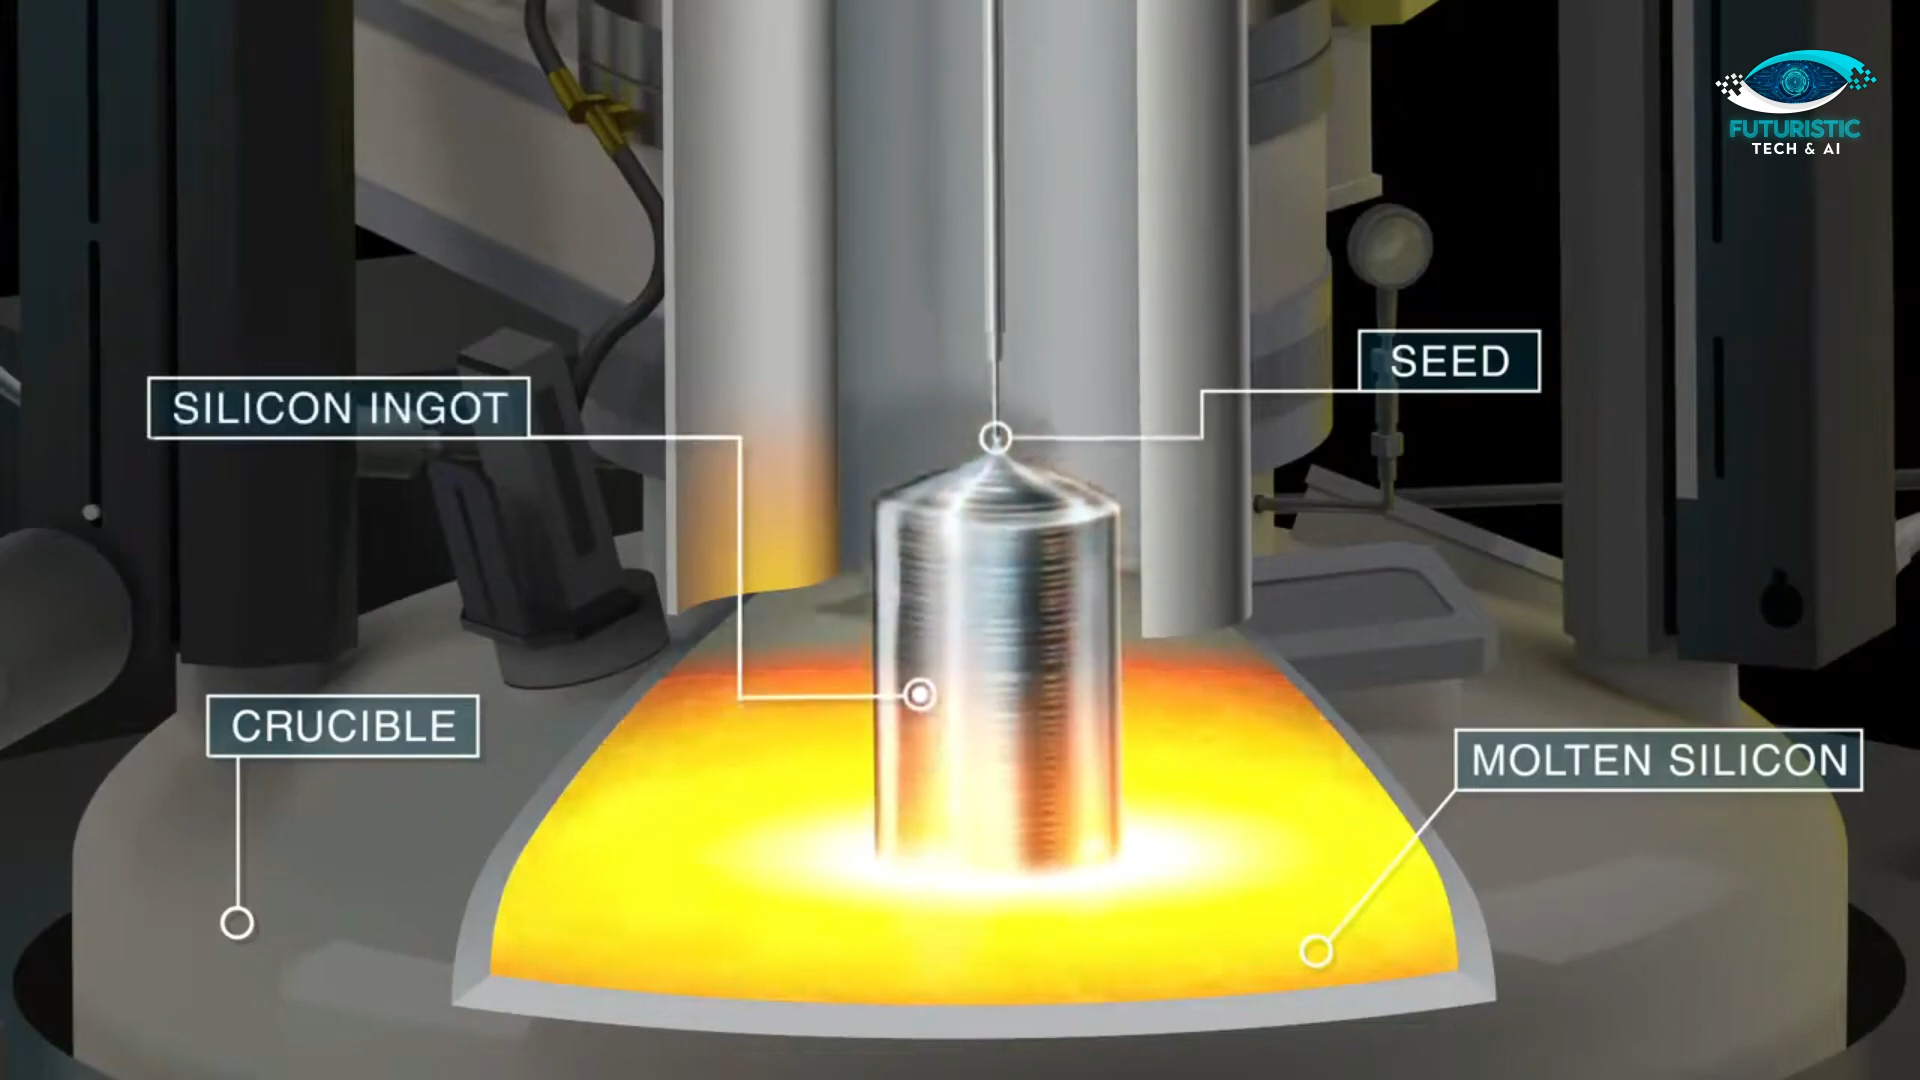 FUTURISTIC
TECH & AI
SEED
SILICON INGOT
CRUCIBLE
MOLTEN SILICON